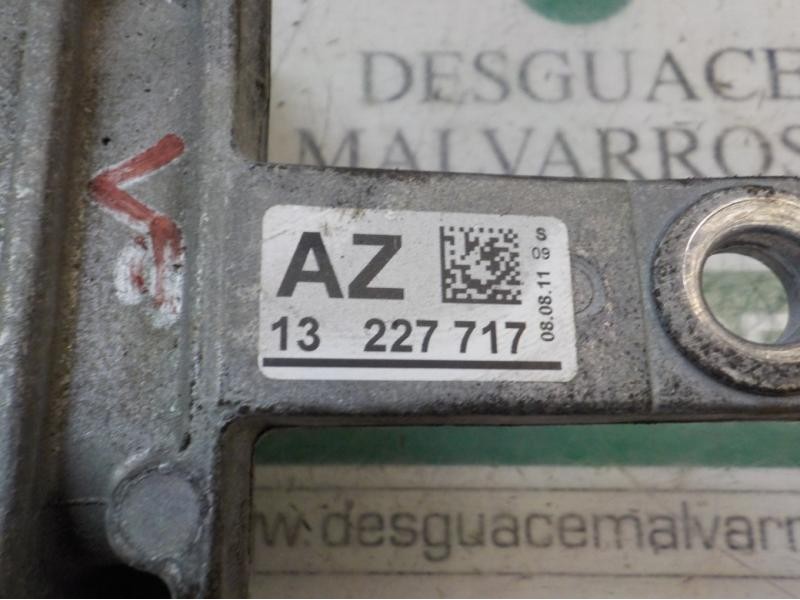 DESGUACE
MALVARROS
AZ
S
09
08.08.11
13 227 717
w.desguacemalvarr